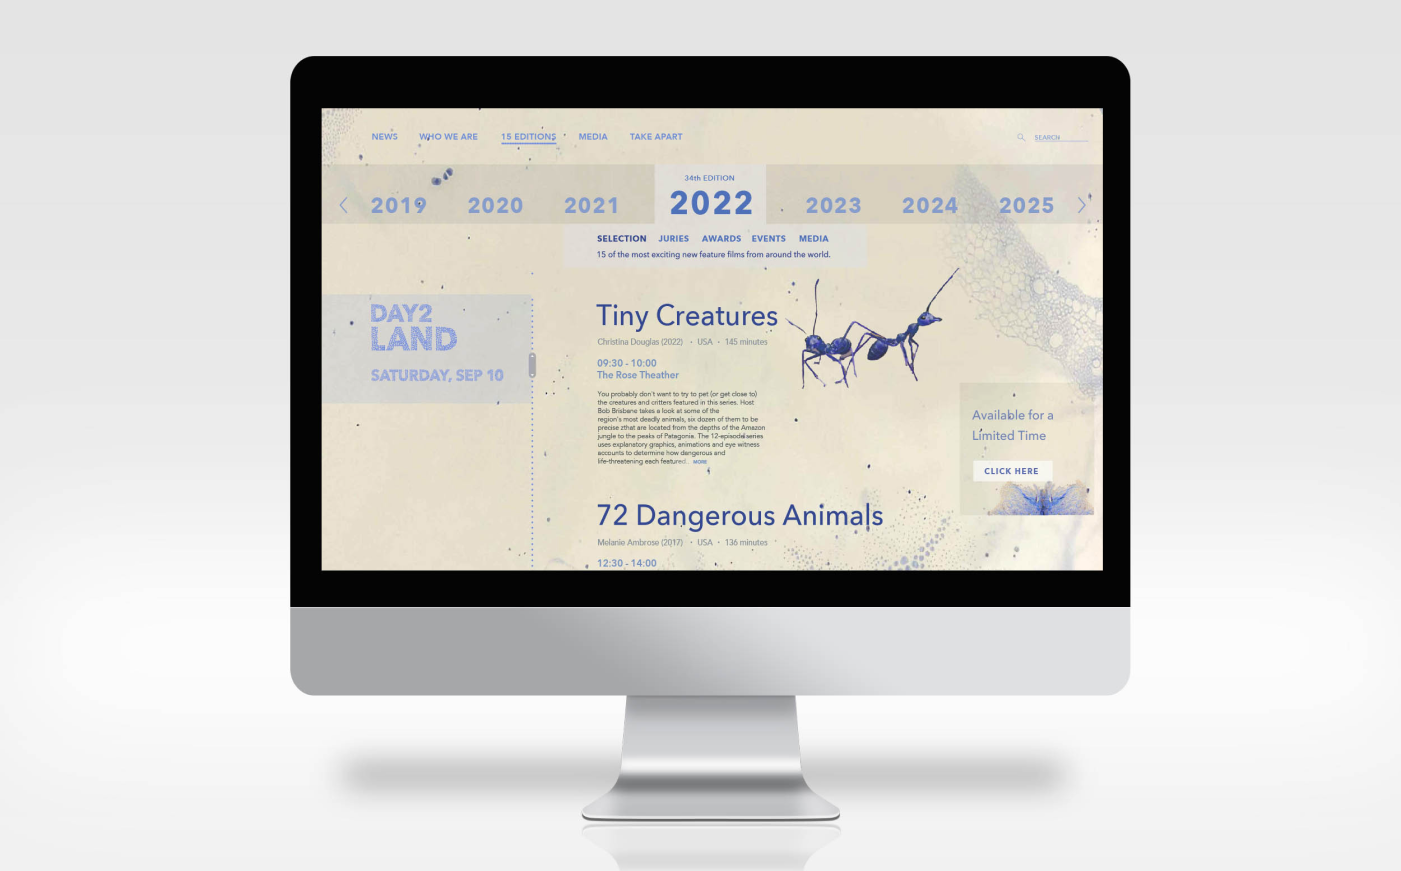 NEWS WHO WE ARE 15 EDITIONS MEDIA TAKE APART SEARCH
34th EDITION
2019 2020 2021 2022 2023 2024 2025
SELECTION JURIES AWARDS EVENTS MEDIA
15 of the most exciting new feature films from around the world.
DAY2
LAND
SATURDAY, SEP 10
Tiny Creatures
Christina Douglas (2022) · USA · 145 minutes
09:30 - 10:00
The Rose Theather
You probably don't want to try to pet (or get close to)
the creatures and critters featured in this series. Host
Bob Brisbane takes a look at some of the
region's most deadly animals, six dozen of them to be
precise zthat are located from the depths of the Amazon
jungle to the peaks of Patagonia. The 12-episodel series
uses explanatory graphics, animations and eye witness
accounts to determine how dangerous and
life-threatening each featured... MORE
Available for a
Limited Time
CLICK HERE
72 Dangerous Animals
Melanie Ambrose (2017) · USA · 136 minutes
12:30 - 14:00